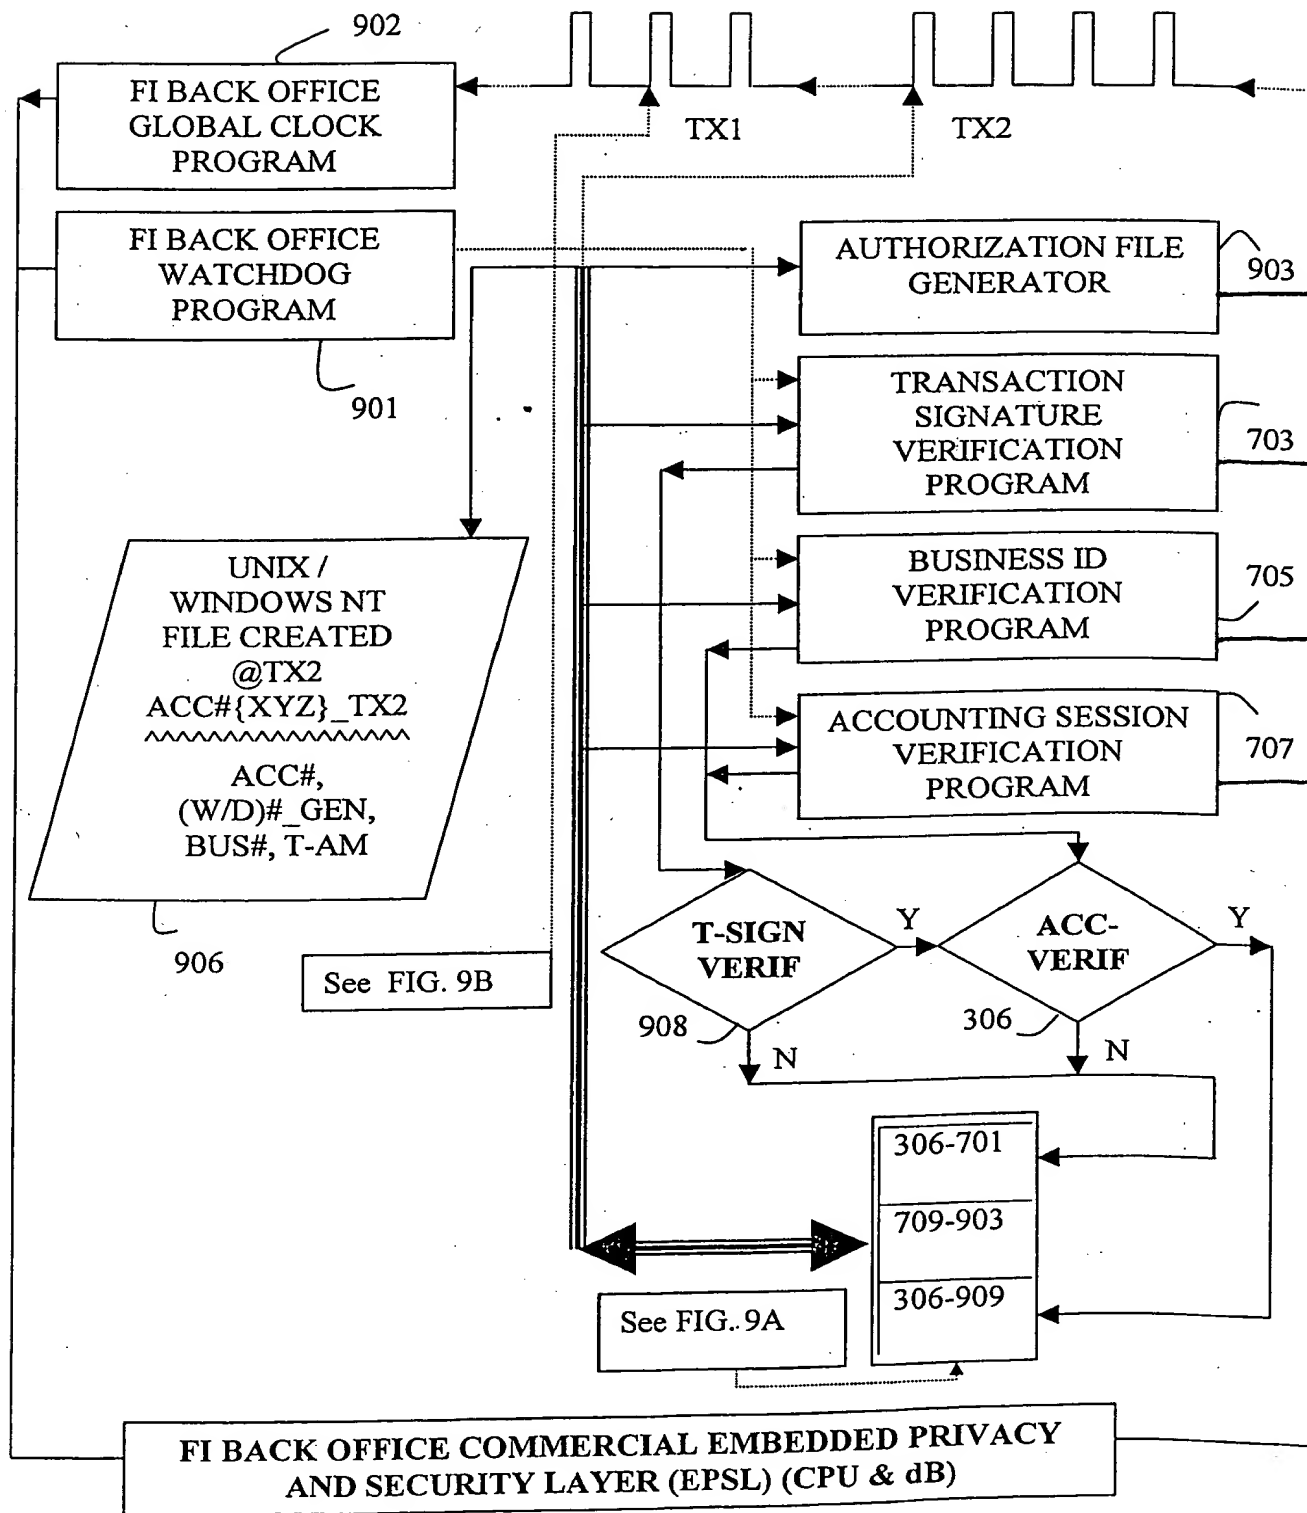 902
FI BACK OFFICE
GLOBAL CLOCK
PROGRAM
TX1
TX2
FI BACK OFFICE
WATCHDOG
PROGRAM
901
AUTHORIZATION FILE
GENERATOR
903
TRANSACTION
SIGNATURE
VERIFICATION
PROGRAM
703
BUSINESS ID
VERIFICATION
PROGRAM
705
ACCOUNTING SESSION
VERIFICATION
PROGRAM
707
UNIX /
WINDOWS NT
FILE CREATED
@TX2
ACC#{XYZ}_TX2
^^^^^^^^^^^^^^^^^
ACC#,
(W/D)#_GEN,
BUS#, T-AM
906
See FIG. 9B
T-SIGN
VERIF
908
Y
N
ACC-
VERIF
306
Y
N
306-701
709-903
306-909
See FIG. 9A
FI BACK OFFICE COMMERCIAL EMBEDDED PRIVACY
AND SECURITY LAYER (EPSL) (CPU & dB)